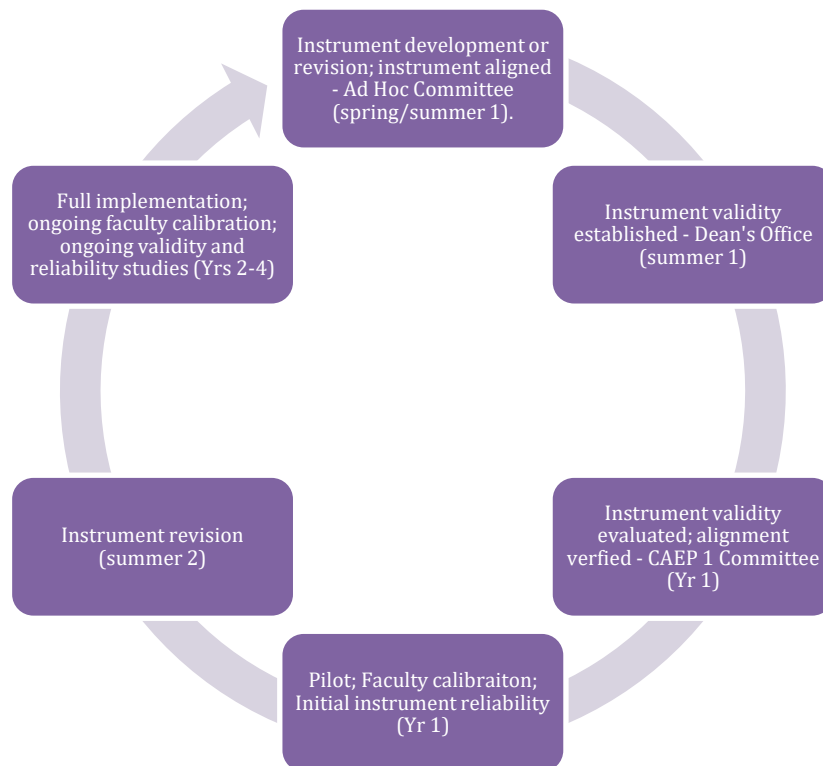 Instrument development or
revision; instrument aligned
- Ad Hoc Committee
(spring/summer 1).
Instrument validity
established - Dean's Office
(summer 1)
Instrument validity
evaluated; alignment
verfied - CAEP 1 Committee
(Yr 1)
Pilot; Faculty calibraiton;
Initial instrument reliability
(Yr 1)
Instrument revision
(summer 2)
Full implementation;
ongoing faculty calibration;
ongoing validity and
reliability studies (Yrs 2-4)